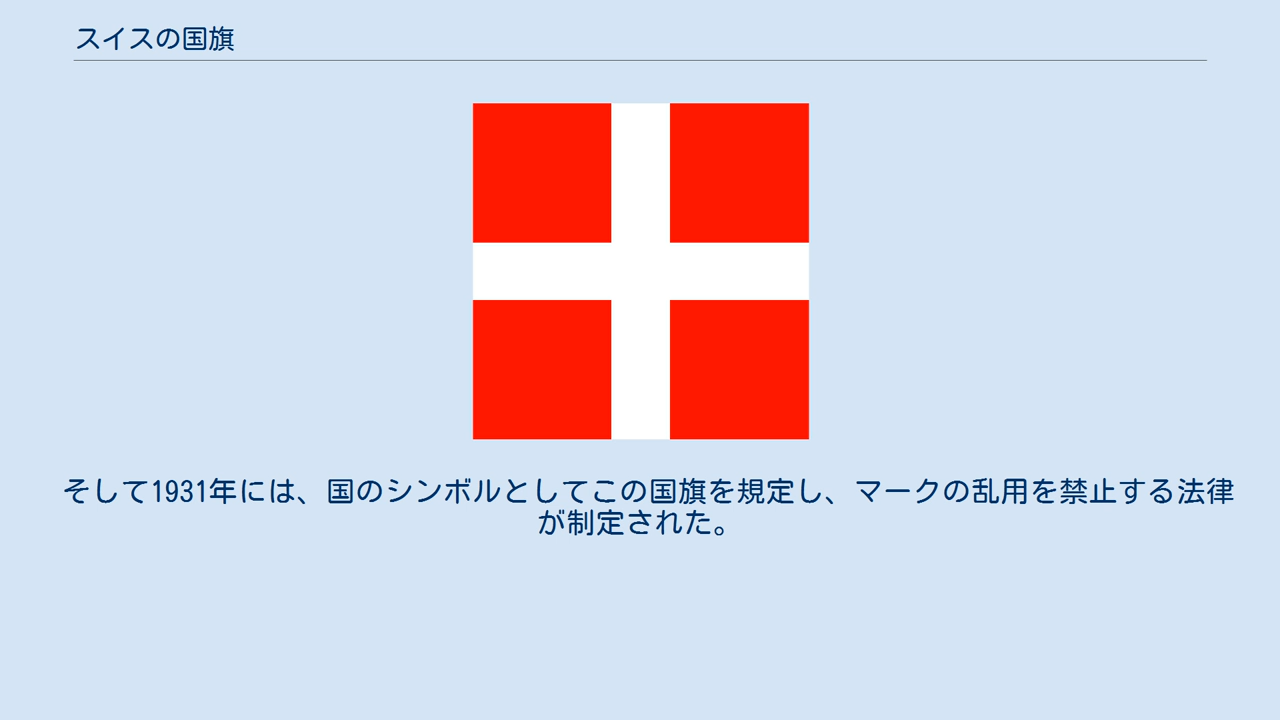 スイスの国旗
そして1931年には、国のシンボルとしてこの国旗を規定し、マークの乱用を禁止する法律
が制定された。